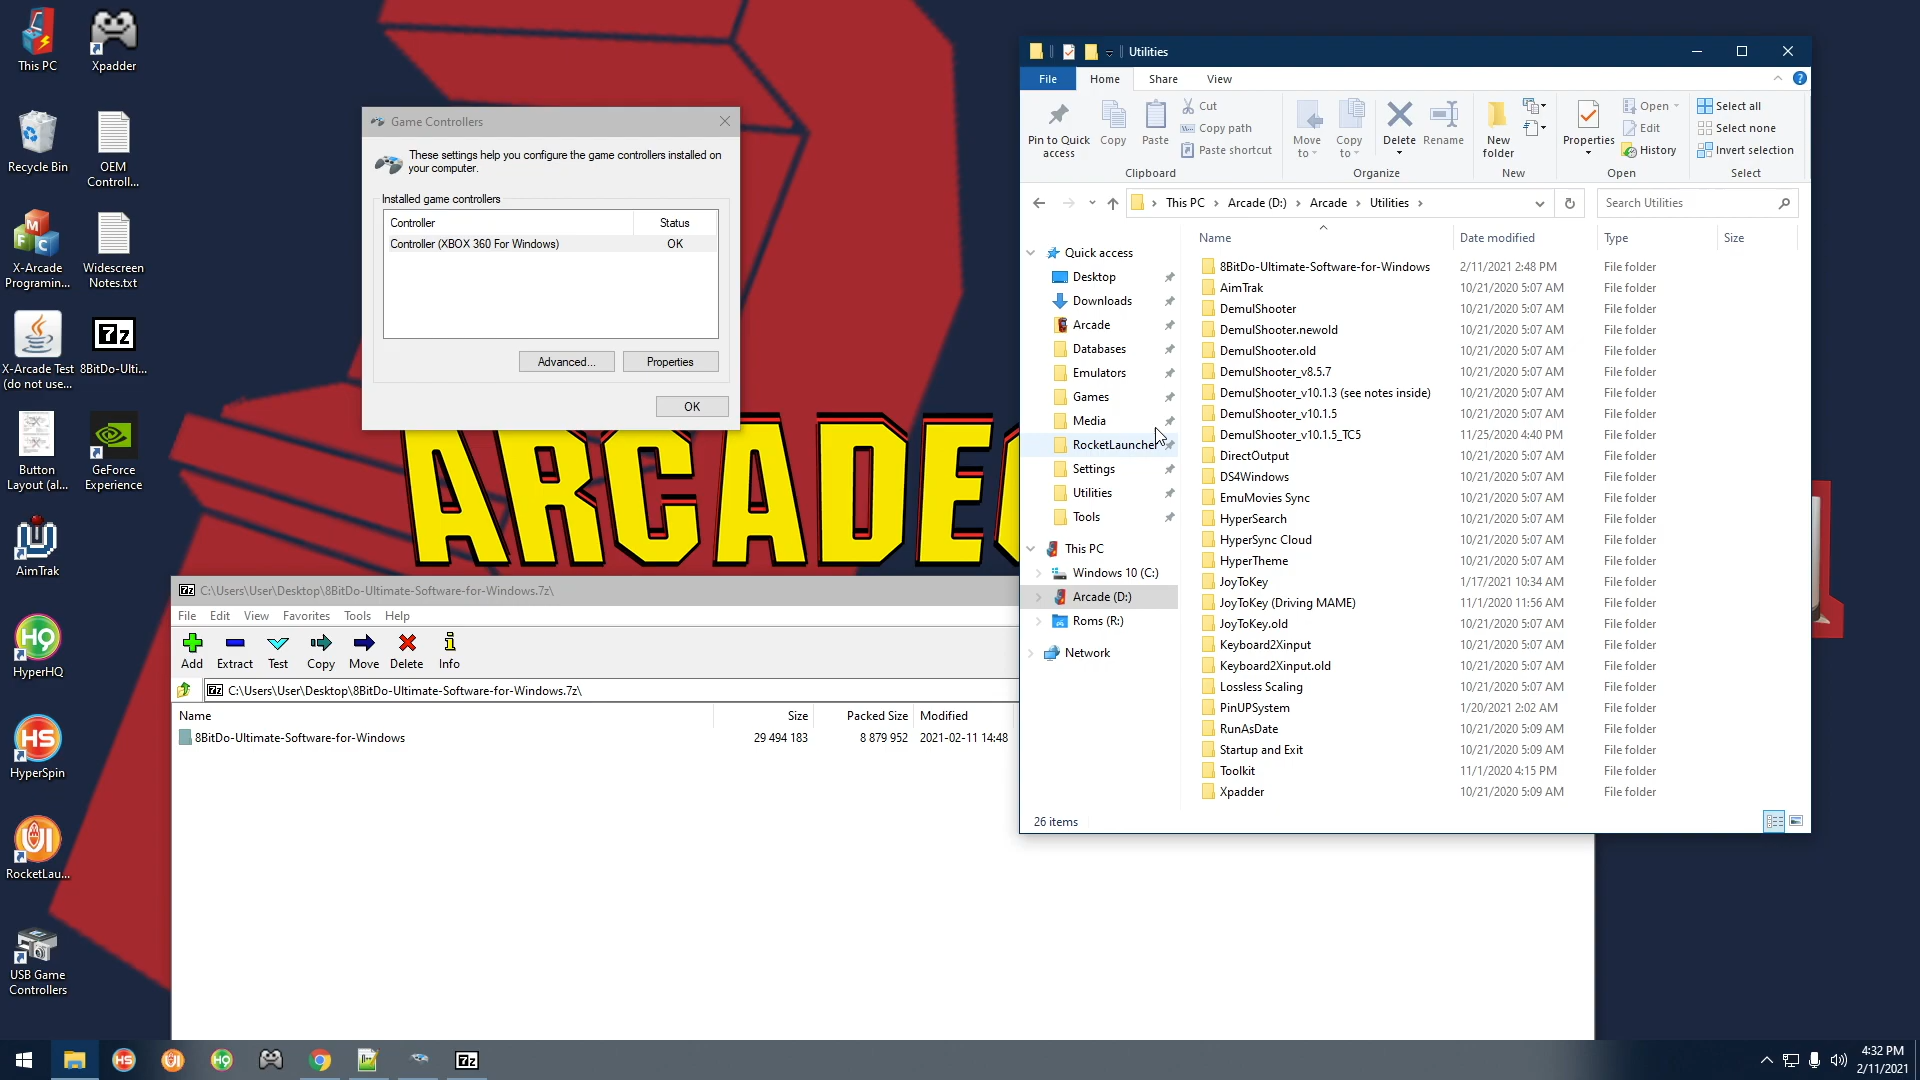 This PC
Xpadder
Recycle Bin
OEM
Controll...
X-Arcade
Programin...
Widescreen
Notes.txt
X-Arcade Test
(do not use...
8BitDo-Ulti...
Button
Layout (al...
GeForce
Experience
AimTrak
HyperHQ
HyperSpin
RocketLau...
USB Game
Controllers
ARCADE
Game Controllers
These settings help you configure the game controllers installed on
your computer.
Installed game controllers
Controller Status
Controller (XBOX 360 For Windows) OK
Advanced... Properties
OK
C:\Users\User\Desktop\8BitDo-Ultimate-Software-for-Windows.7z\
File Edit View Favorites Tools Help
Add Extract Test Copy Move Delete Info
C:\Users\User\Desktop\8BitDo-Ultimate-Software-for-Windows.7z\
Name Size Packed Size Modified
8BitDo-Ultimate-Software-for-Windows 29 494 183 8 879 952 2021-02-11 14:48
Utilities
File Home Share View
Pin to Quick
access
Copy
Paste
Cut
Copy path
Paste shortcut
Clipboard
Move
to
Copy
to
Delete
Rename
Organize
New
folder
New
Properties
Open
Edit
History
Open
Select all
Select none
Invert selection
Select
This PC Arcade (D:) Arcade Utilities
Search Utilities
Quick access
Desktop
Downloads
Arcade
Databases
Emulators
Games
Media
RocketLauncher
Settings
Utilities
Tools
This PC
Windows 10 (C:)
Arcade (D:)
Roms (R:)
Network
Name Date modified Type Size
8BitDo-Ultimate-Software-for-Windows 2/11/2021 2:48 PM File folder
AimTrak 10/21/2020 5:07 AM File folder
DemulShooter 10/21/2020 5:07 AM File folder
DemulShooter.newold 10/21/2020 5:07 AM File folder
DemulShooter.old 10/21/2020 5:07 AM File folder
DemulShooter_v8.5.7 10/21/2020 5:07 AM File folder
DemulShooter_v10.1.3 (see notes inside) 10/21/2020 5:07 AM File folder
DemulShooter_v10.1.5 10/21/2020 5:07 AM File folder
DemulShooter_v10.1.5_TC5 11/25/2020 4:40 PM File folder
DirectOutput 10/21/2020 5:07 AM File folder
DS4Windows 10/21/2020 5:07 AM File folder
EmuMovies Sync 10/21/2020 5:07 AM File folder
HyperSearch 10/21/2020 5:07 AM File folder
HyperSync Cloud 10/21/2020 5:07 AM File folder
HyperTheme 10/21/2020 5:07 AM File folder
JoyToKey 1/17/2021 10:34 AM File folder
JoyToKey (Driving MAME) 11/1/2020 11:56 AM File folder
JoyToKey.old 10/21/2020 5:07 AM File folder
Keyboard2Xinput 10/21/2020 5:07 AM File folder
Keyboard2Xinput.old 10/21/2020 5:07 AM File folder
Lossless Scaling 10/21/2020 5:07 AM File folder
PinUPSystem 1/20/2021 2:02 AM File folder
RunAsDate 10/21/2020 5:09 AM File folder
Startup and Exit 10/21/2020 5:09 AM File folder
Toolkit 11/1/2020 4:15 PM File folder
Xpadder 10/21/2020 5:09 AM File folder
26 items
4:32 PM
2/11/2021